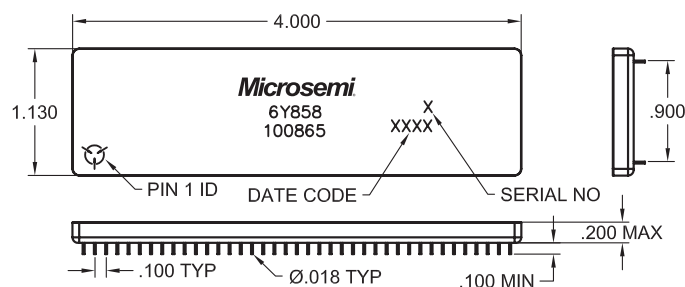 4.000
Microsemi
6Y858
100865
X
XXXX
1.130
.900
PIN 1 ID
DATE CODE
SERIAL NO
.200 MAX
.100 TYP
Ø.018 TYP
.100 MIN